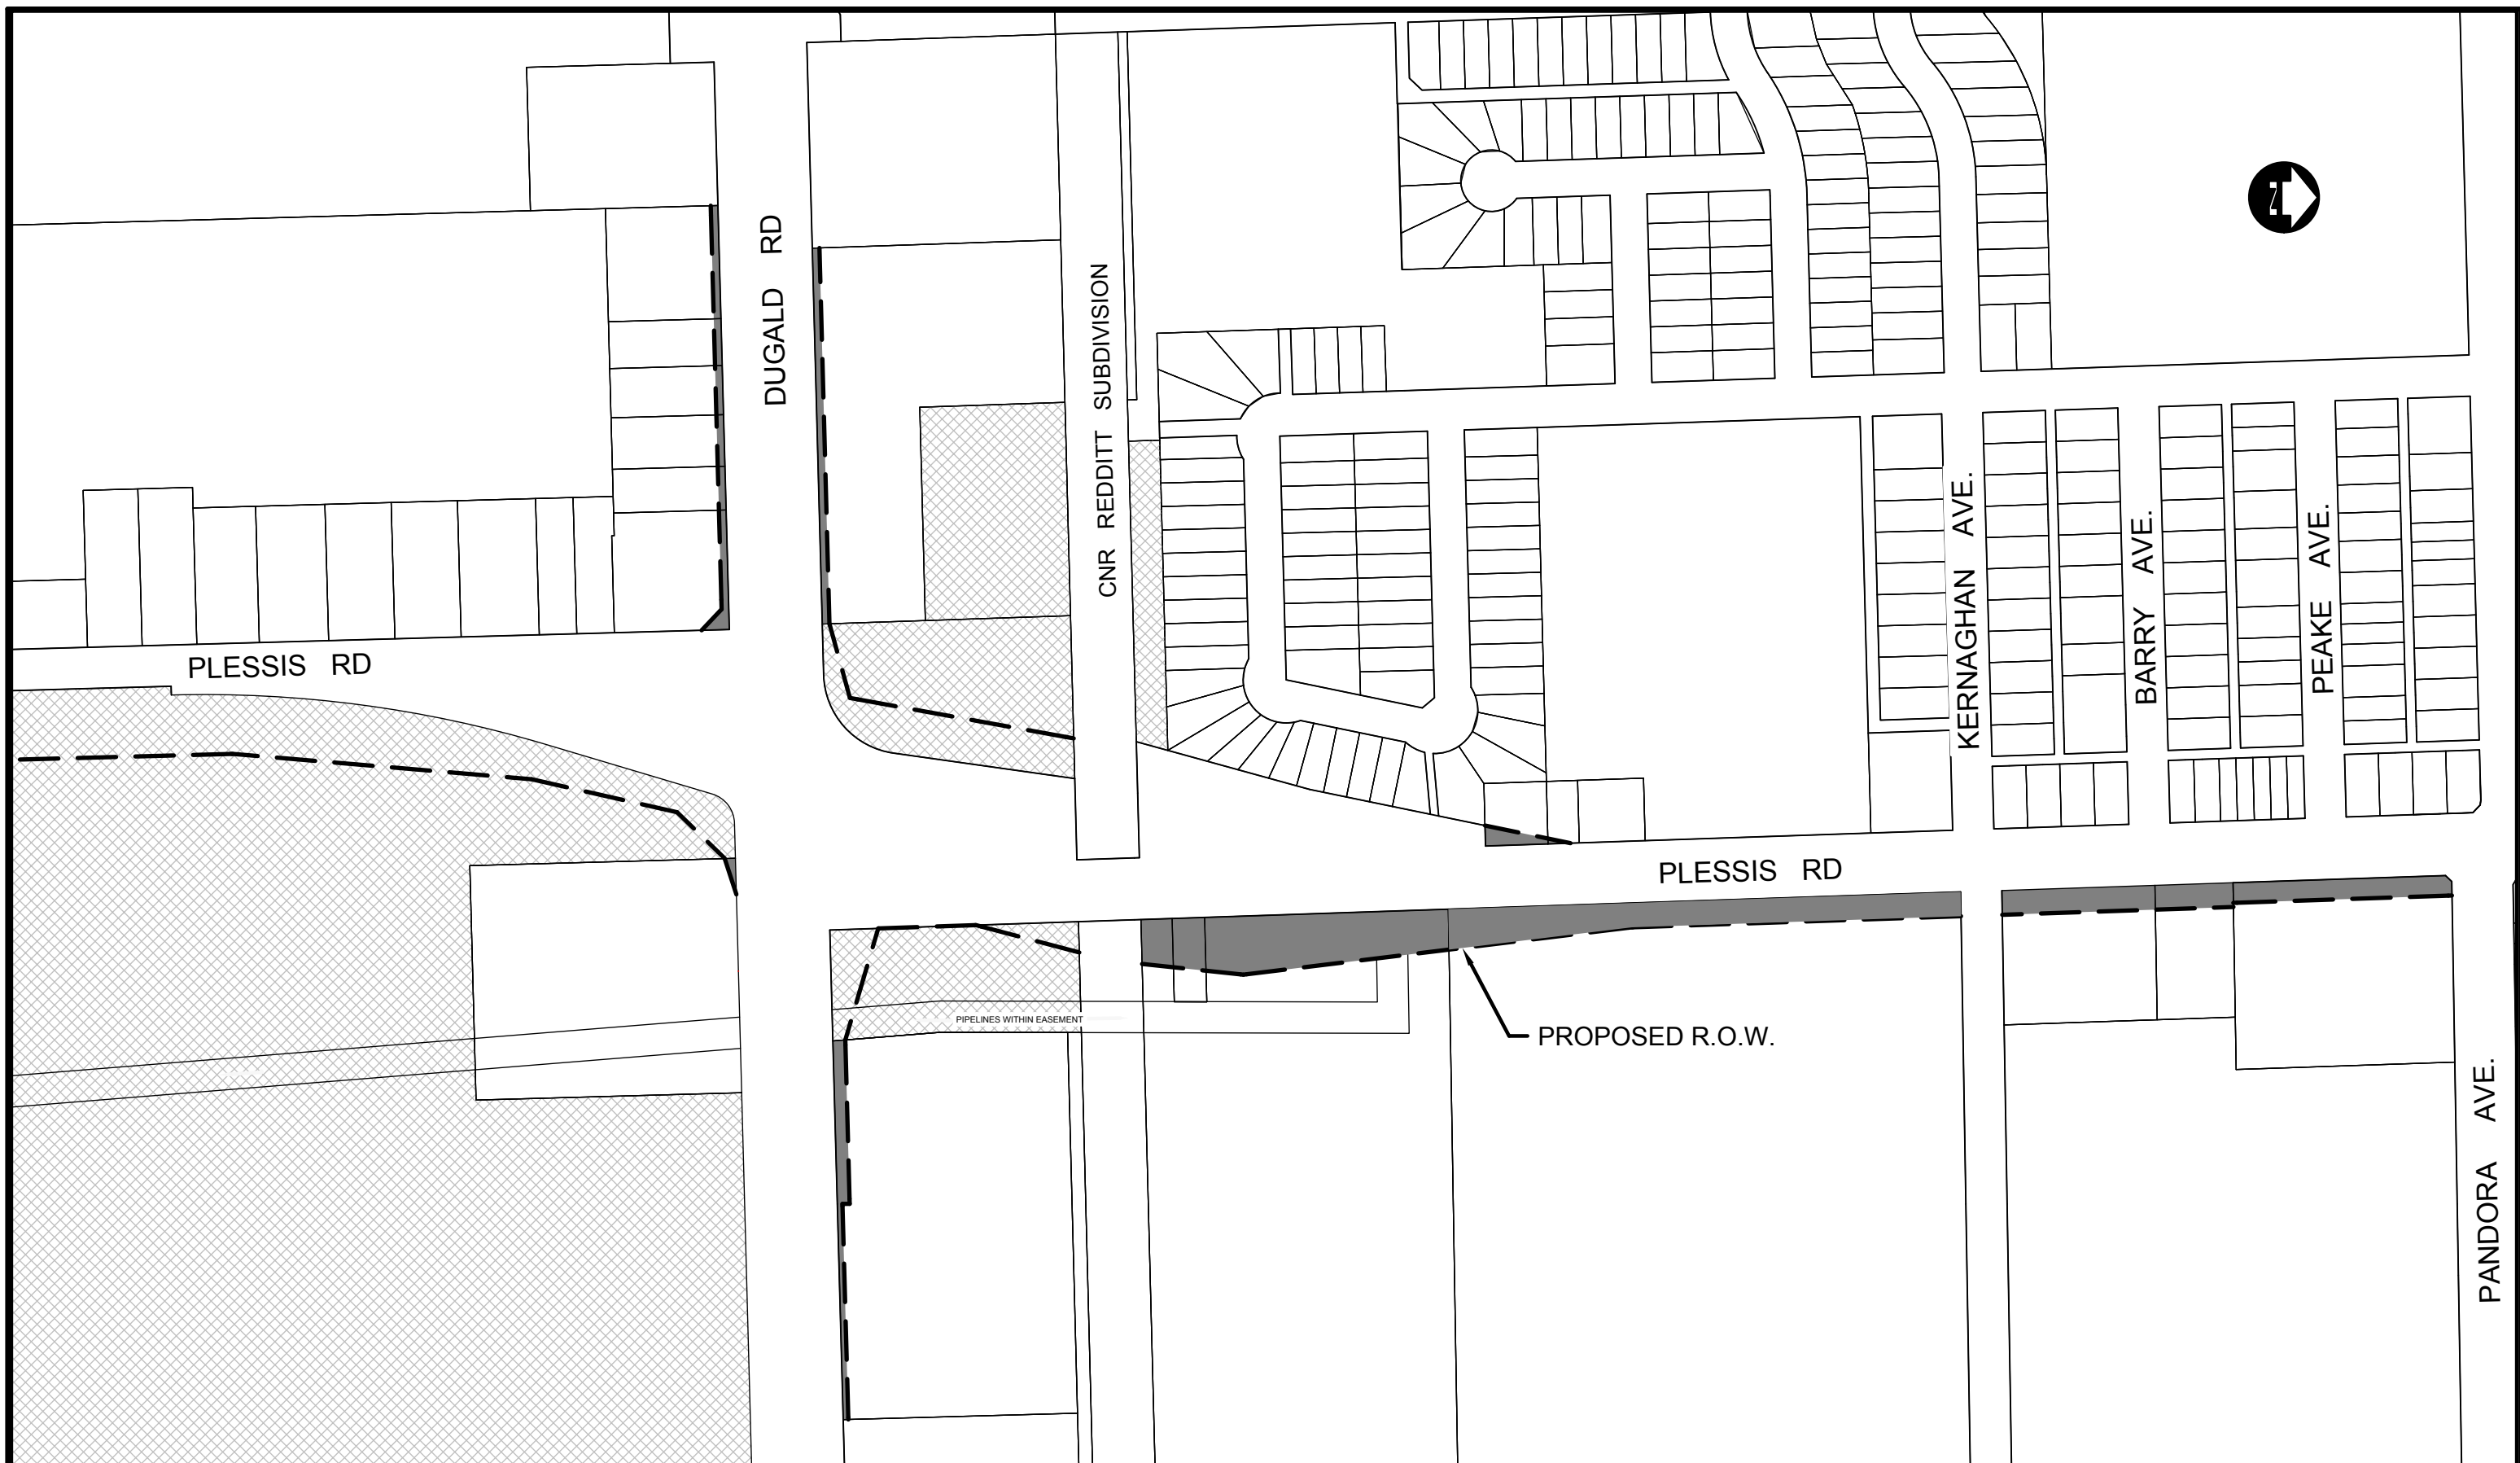 N
DUGALD RD
CNR REDDITT SUBDIVISION
PLESSIS RD
KERNAGHAN AVE.
BARRY AVE.
PEAKE AVE.
PLESSIS RD
PIPELINES WITHIN EASEMENT
PROPOSED R.O.W.
PANDORA AVE.